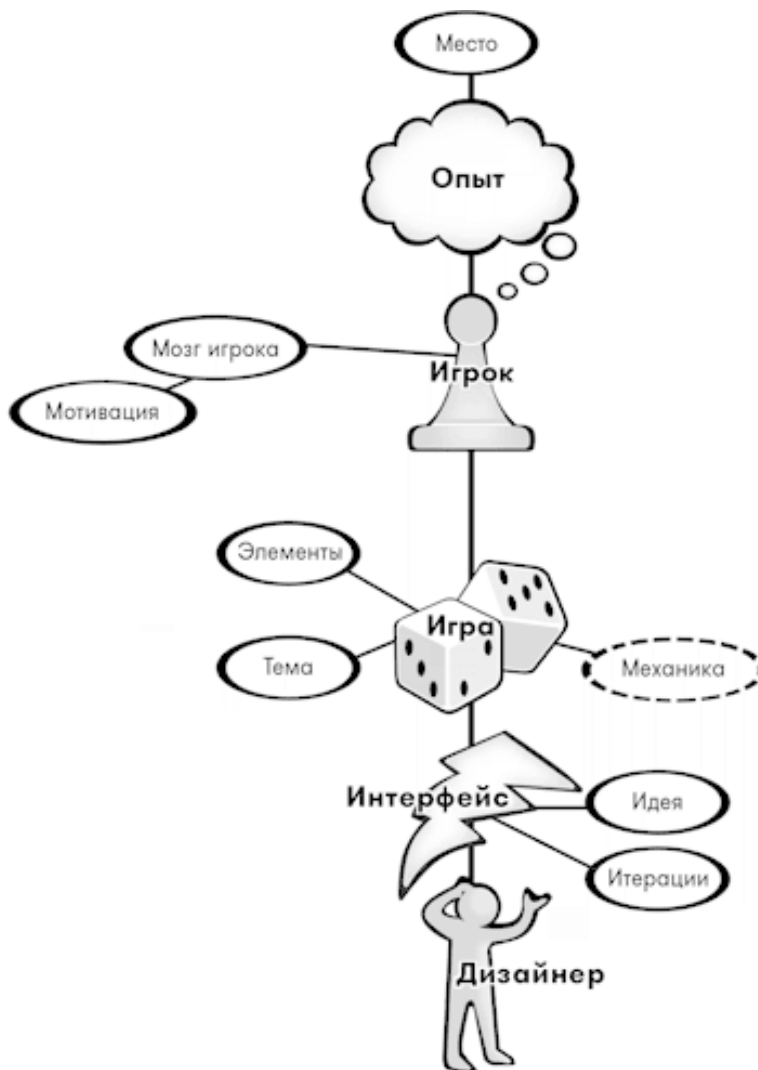 Место
Опыт
Мозг игрока
Игрок
Мотивация
Элементы
Игра
Тема
Механика
Интерфейс
Идея
Итерации
Дизайнер